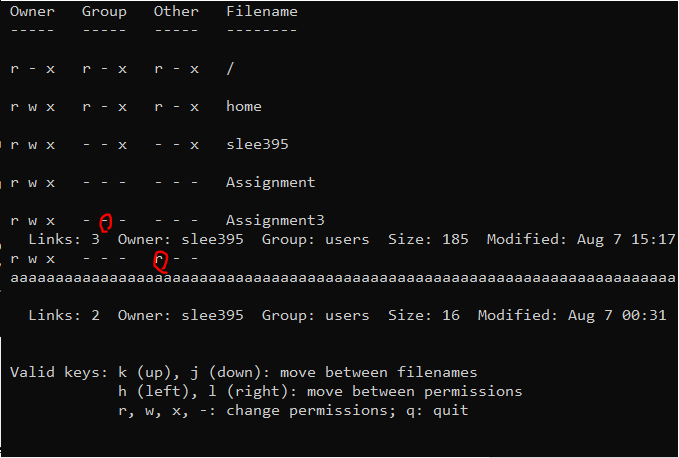 Owner   Group   Other   Filename
-----   -----   -----   --------
r - x   r - x   r - x   /
r w x   r - x   r - x   home
r w x   - - x   - - x   slee395
r w x   - - -   - - -   Assignment
r w x   - - -   - - -   Assignment3
  Links: 3  Owner: slee395  Group: users  Size: 185  Modified: Aug 7 15:17
r w x   - - -   r - -
aaaaaaaaaaaaaaaaaaaaaaaaaaaaaaaaaaaaaaaaaaaaaaaaaaaaaaaaaaaaaaaaaaaaaaaaaa
  Links: 2  Owner: slee395  Group: users  Size: 16  Modified: Aug 7 00:31
Valid keys: k (up), j (down): move between filenames
            h (left), l (right): move between permissions
            r, w, x, -: change permissions; q: quit